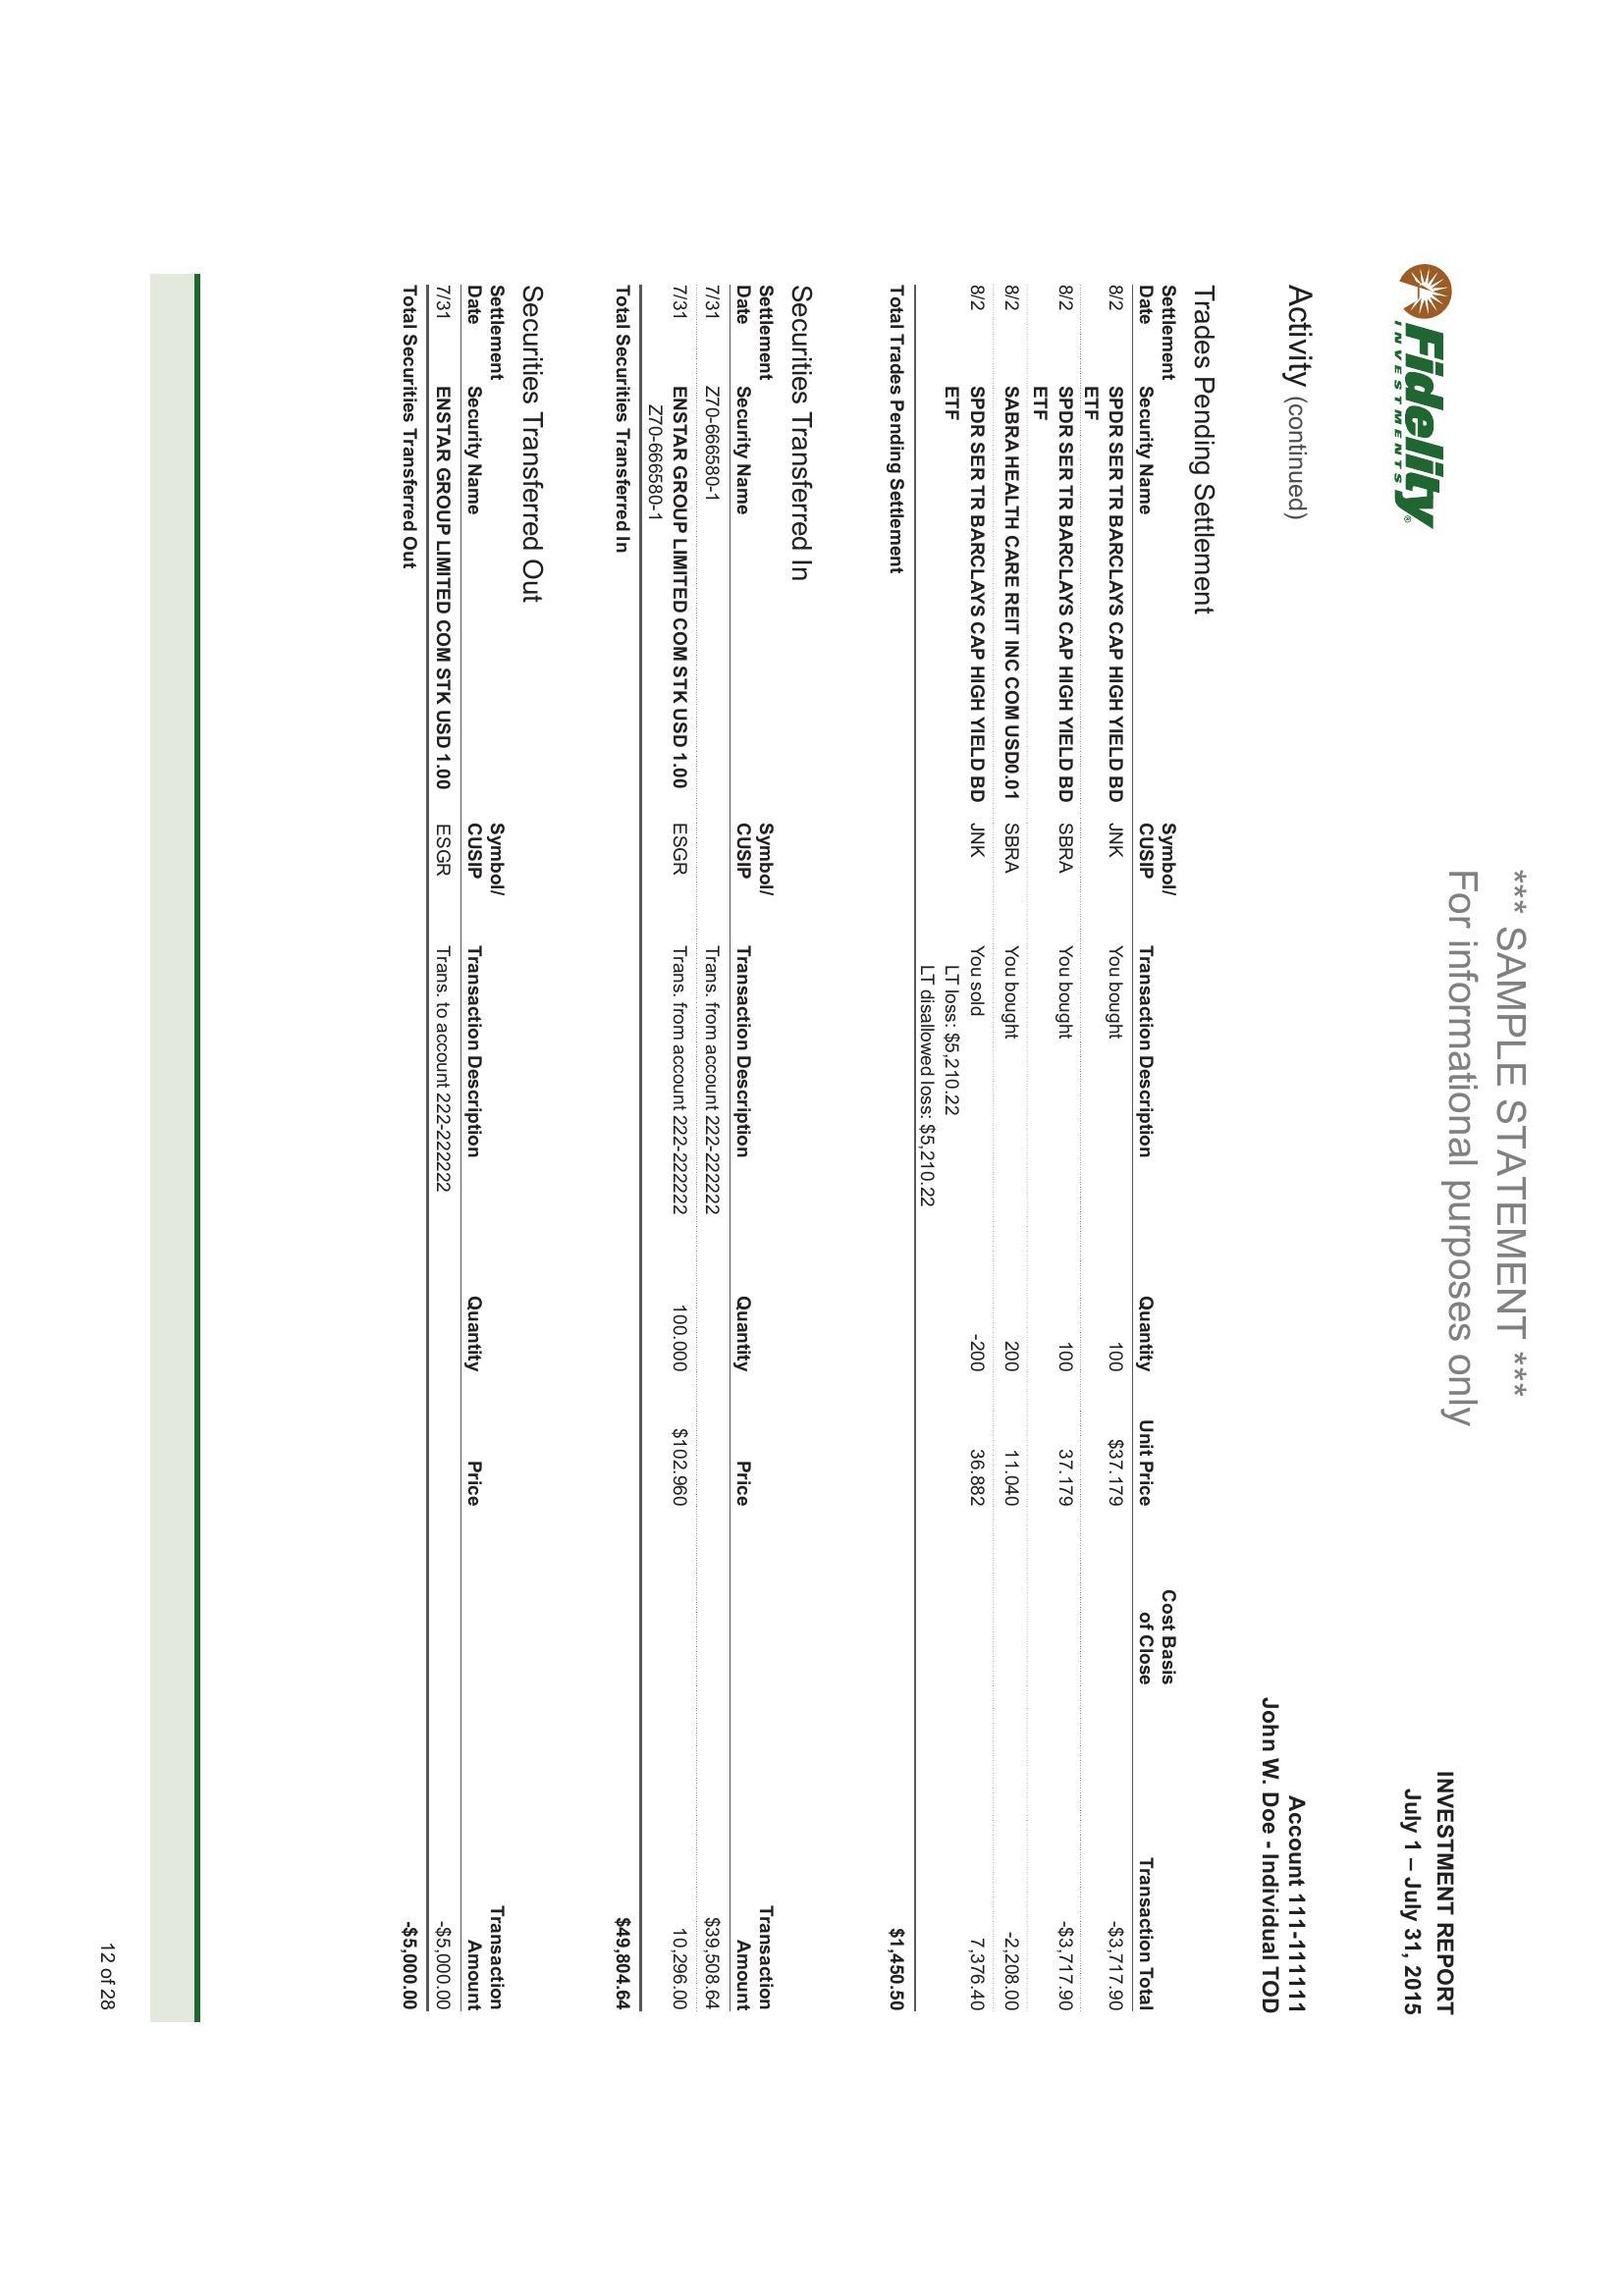 *** SAMPLE STATEMENT ***
For informational purposes only
Fidelity®
INVESTMENTS
INVESTMENT REPORT
July 1 – July 31, 2015
Activity (continued)
Account 111-111111
John W. Doe - Individual TOD
Trades Pending Settlement
Settlement Symbol/ Cost Basis
Date Security Name CUSIP Transaction Description Quantity Unit Price of Close Transaction Total
8/2 SPDR SER TR BARCLAYS CAP HIGH YIELD BD JNK You bought 100 $37.179 -$3,717.90
ETF
8/2 SPDR SER TR BARCLAYS CAP HIGH YIELD BD SBRA You bought 100 37.179 -$3,717.90
ETF
8/2 SABRA HEALTH CARE REIT INC COM USD0.01 SBRA You bought 200 11.040 -2,208.00
8/2 SPDR SER TR BARCLAYS CAP HIGH YIELD BD JNK You sold -200 36.882 7,376.40
ETF LT loss: $5,210.22
LT disallowed loss: $5,210.22
Total Trades Pending Settlement $1,450.50
Securities Transferred In
Settlement Symbol/ Transaction
Date Security Name CUSIP Transaction Description Quantity Price Amount
7/31 Z70-666580-1 Trans. from account 222-222222 $39,508.64
7/31 ENSTAR GROUP LIMITED COM STK USD 1.00 ESGR Trans. from account 222-222222 100.000 $102.960 10,296.00
Z70-666580-1
Total Securities Transferred In $49,804.64
Securities Transferred Out
Settlement Symbol/ Transaction
Date Security Name CUSIP Transaction Description Quantity Price Amount
7/31 ENSTAR GROUP LIMITED COM STK USD 1.00 ESGR Trans. to account 222-222222 -$5,000.00
Total Securities Transferred Out -$5,000.00
12 of 28